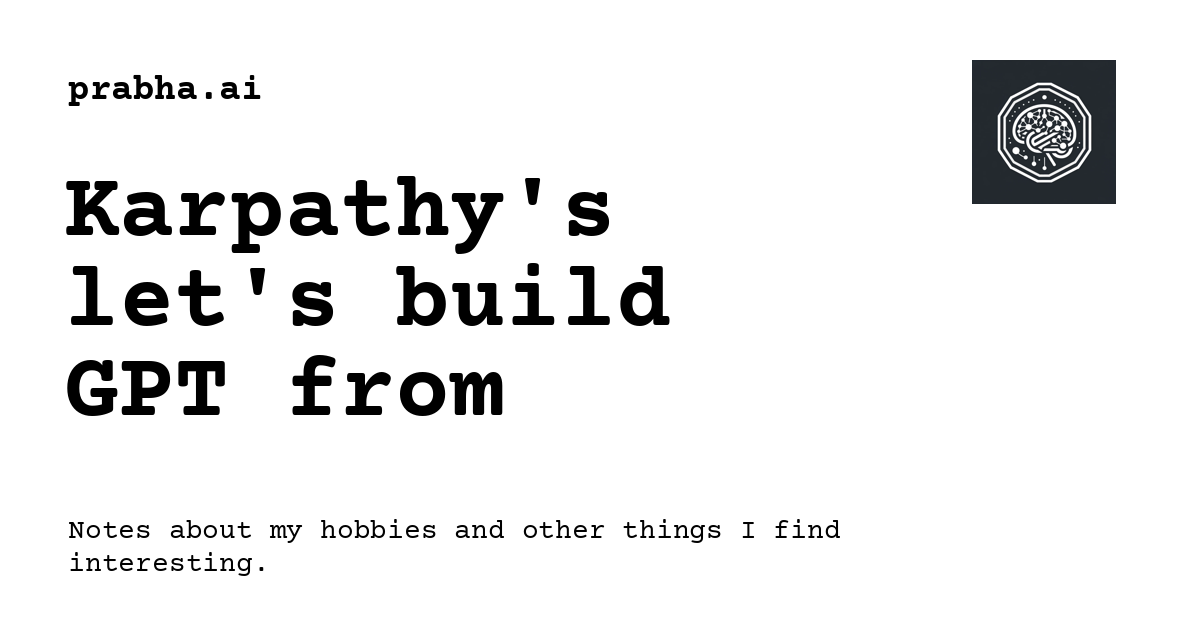 prabha.ai
Karpathy's
let's build
GPT from
Notes about my hobbies and other things I find
interesting.